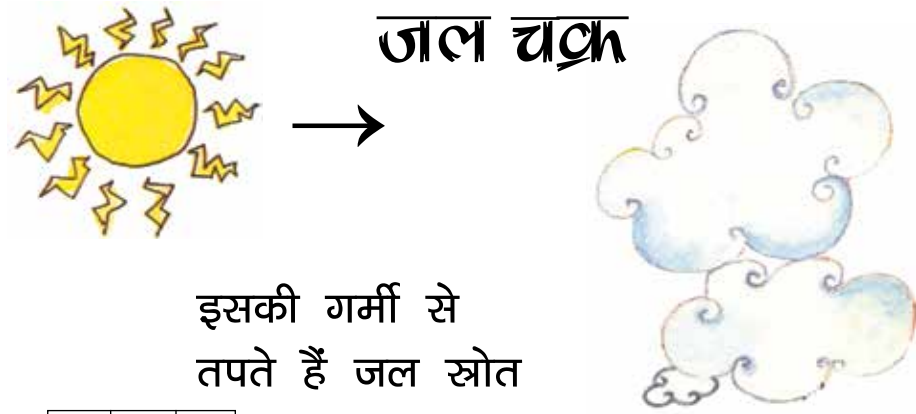 जल चक्र
इसकी गर्मी से
तपते हैं जल स्रोत